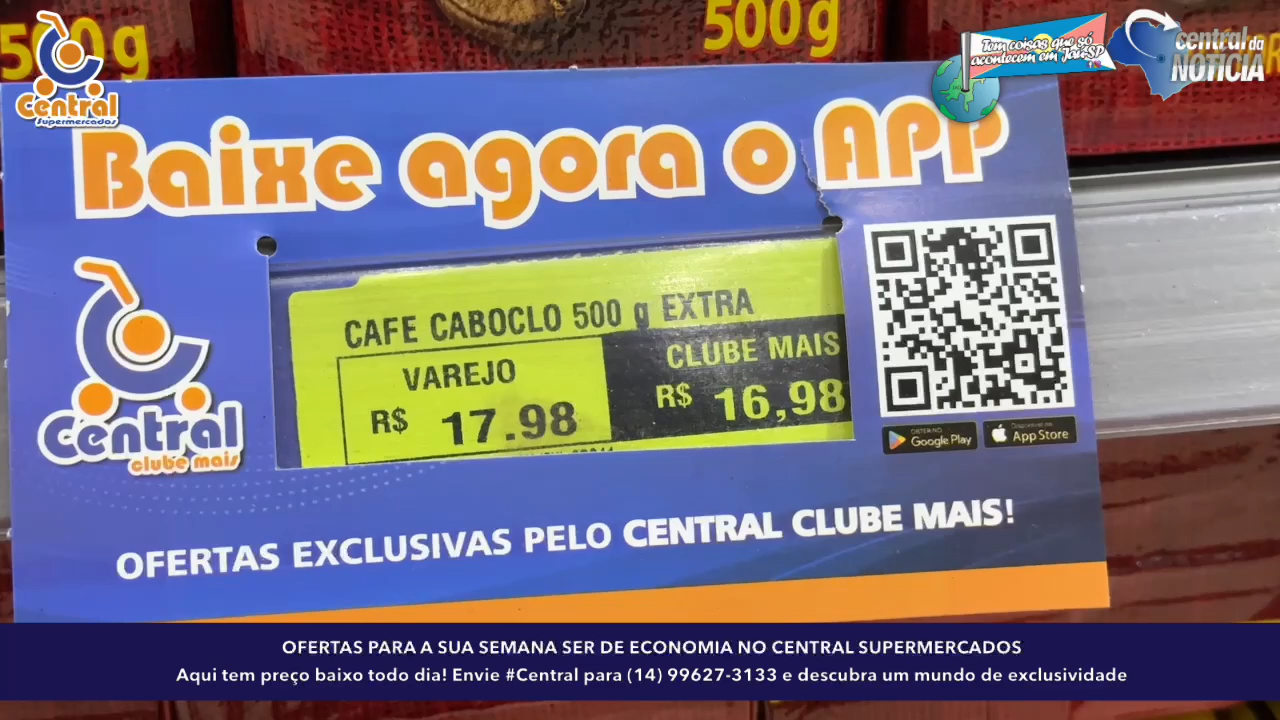 500g
500g
Central
Supermercados
Tem coisas que só
acontecem em Jaú-SP
central da
NOTÍCIA
Baixe agora o APP
CAFE CABOCLO 500 g EXTRA
VAREJO
R$ 17.98
CLUBE MAIS
R$ 16,98
Central
clube mais
Google Play
App Store
OFERTAS EXCLUSIVAS PELO CENTRAL CLUBE MAIS!
OFERTAS PARA A SUA SEMANA SER DE ECONOMIA NO CENTRAL SUPERMERCADOS
Aqui tem preço baixo todo dia! Envie #Central para (14) 99627-3133 e descubra um mundo de exclusividade